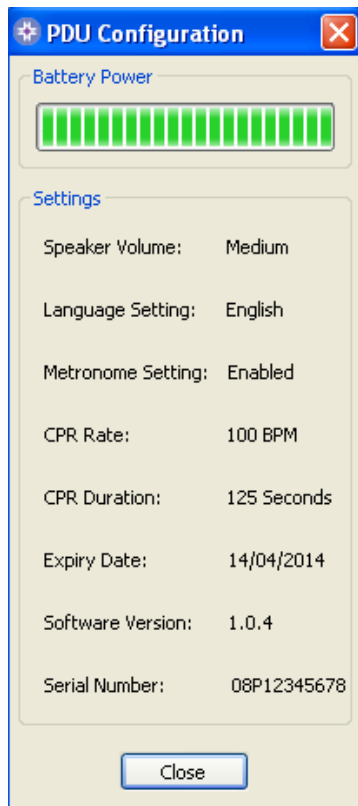 PDU Configuration
Battery Power
Settings
Speaker Volume: Medium
Language Setting: English
Metronome Setting: Enabled
CPR Rate: 100 BPM
CPR Duration: 125 Seconds
Expiry Date: 14/04/2014
Software Version: 1.0.4
Serial Number: 08P12345678
Close